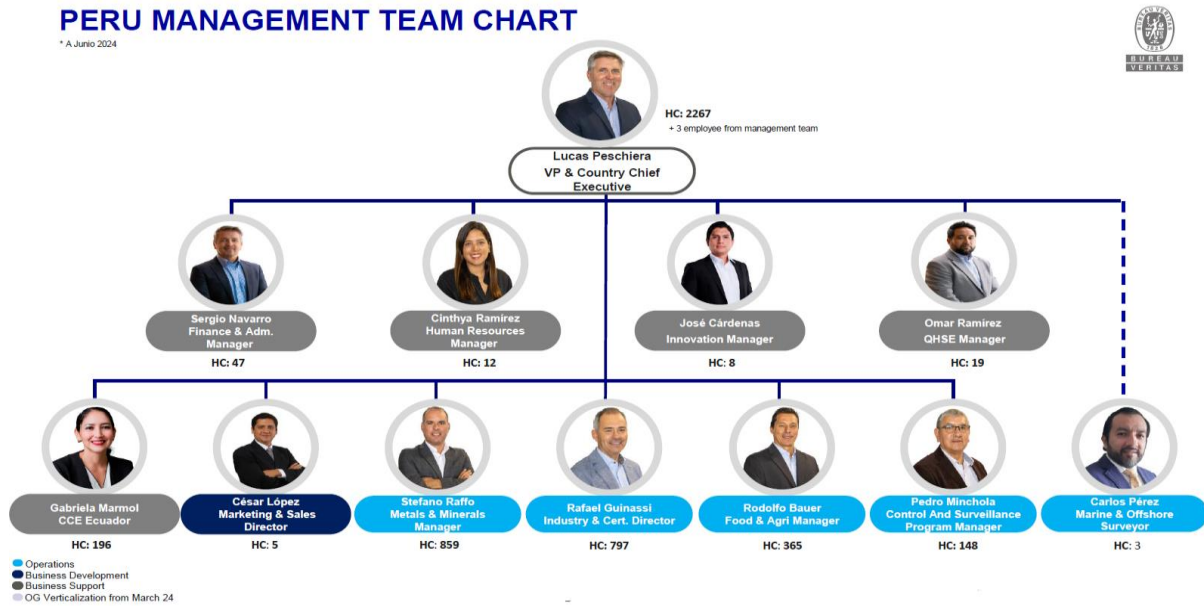 PERU MANAGEMENT TEAM CHART
* A Junio 2024
BUREAU VERITAS
1828
BUREAU
VERITAS
HC: 2267
+ 3 employee from management team
Lucas Peschiera
VP & Country Chief
Executive
Sergio Navarro
Finance & Adm.
Manager
HC: 47
Cinthya Ramirez
Human Resources
Manager
HC: 12
José Cárdenas
Innovation Manager
HC: 8
Omar Ramírez
QHSE Manager
HC: 19
Gabriela Marmol
CCE Ecuador
HC: 196
César López
Marketing & Sales
Director
HC: 5
Stefano Raffo
Metals & Minerals
Manager
HC: 859
Rafael Guinassi
Industry & Cert. Director
HC: 797
Rodolfo Bauer
Food & Agri Manager
HC: 365
Pedro Minchola
Control And Surveillance
Program Manager
HC: 148
Carlos Pérez
Marine & Offshore
Surveyor
HC: 3
Operations
Business Development
Business Support
OG Verticalization from March 24